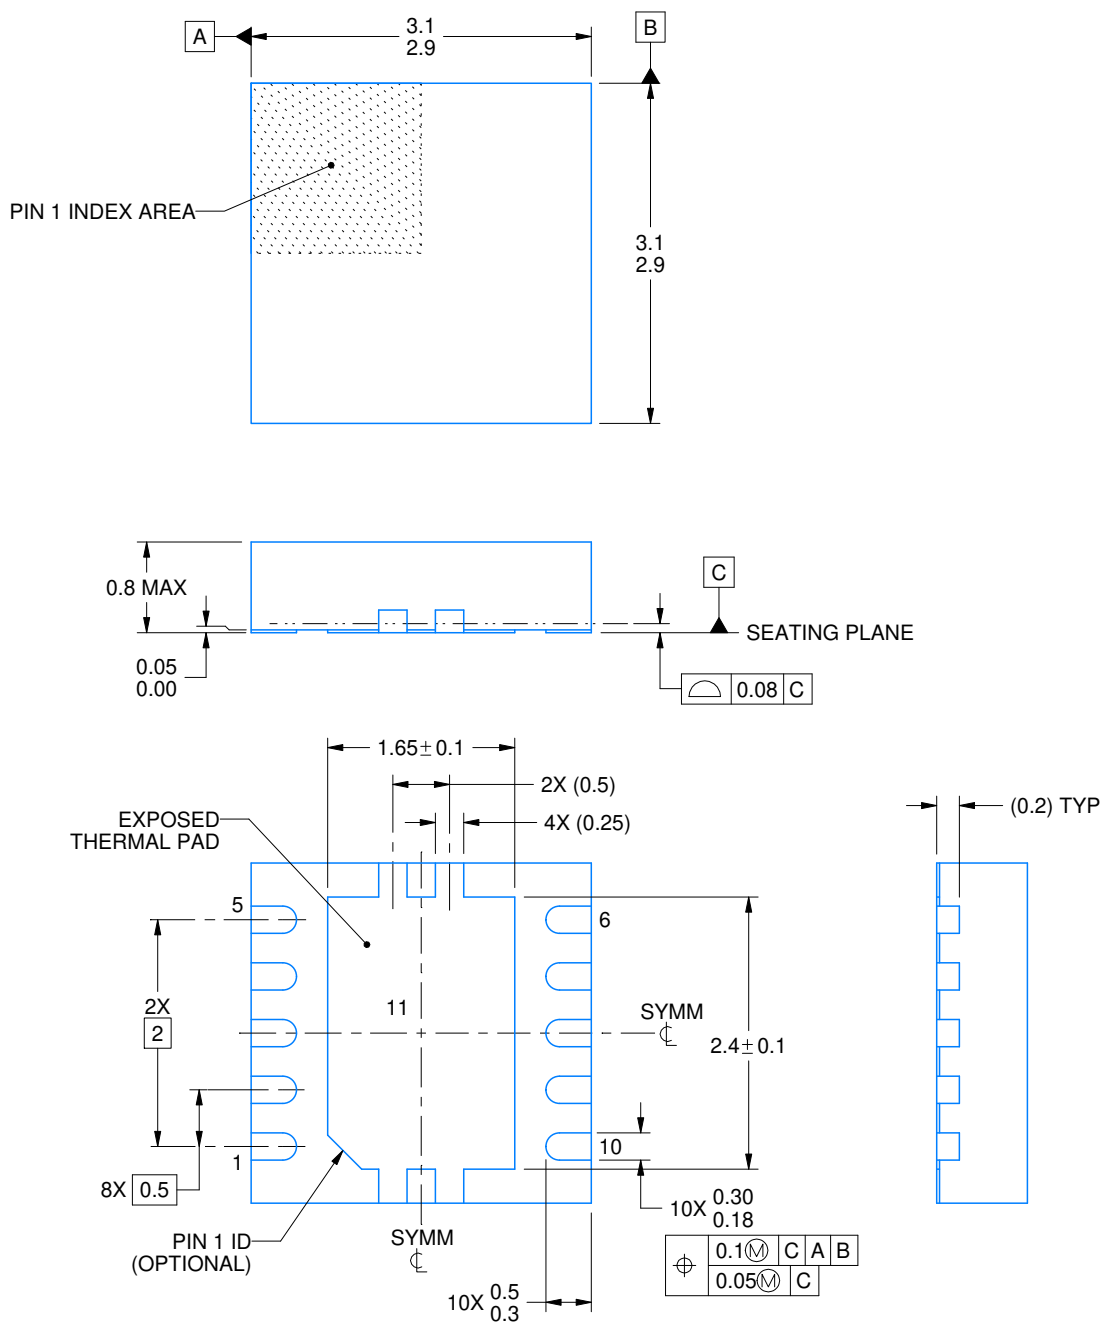 A
3.1
2.9
B
PIN 1 INDEX AREA
3.1
2.9
0.8 MAX
C
SEATING PLANE
0.05
0.00
0.08 C
1.65±0.1
2X (0.5)
4X (0.25)
(0.2) TYP
EXPOSED
THERMAL PAD
5
6
2X
2
11
SYMM
℄
2.4±0.1
1
10
8X 0.5
10X 0.30
0.18
PIN 1 ID
(OPTIONAL)
SYMM
℄
⌖ 0.1Ⓜ C A B
0.05Ⓜ C
10X 0.5
0.3